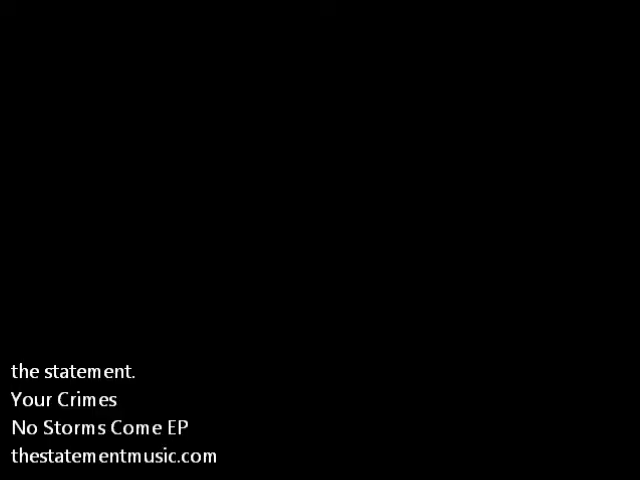 the statement.
Your Crimes
No Storms Come EP
thestatementmusic.com